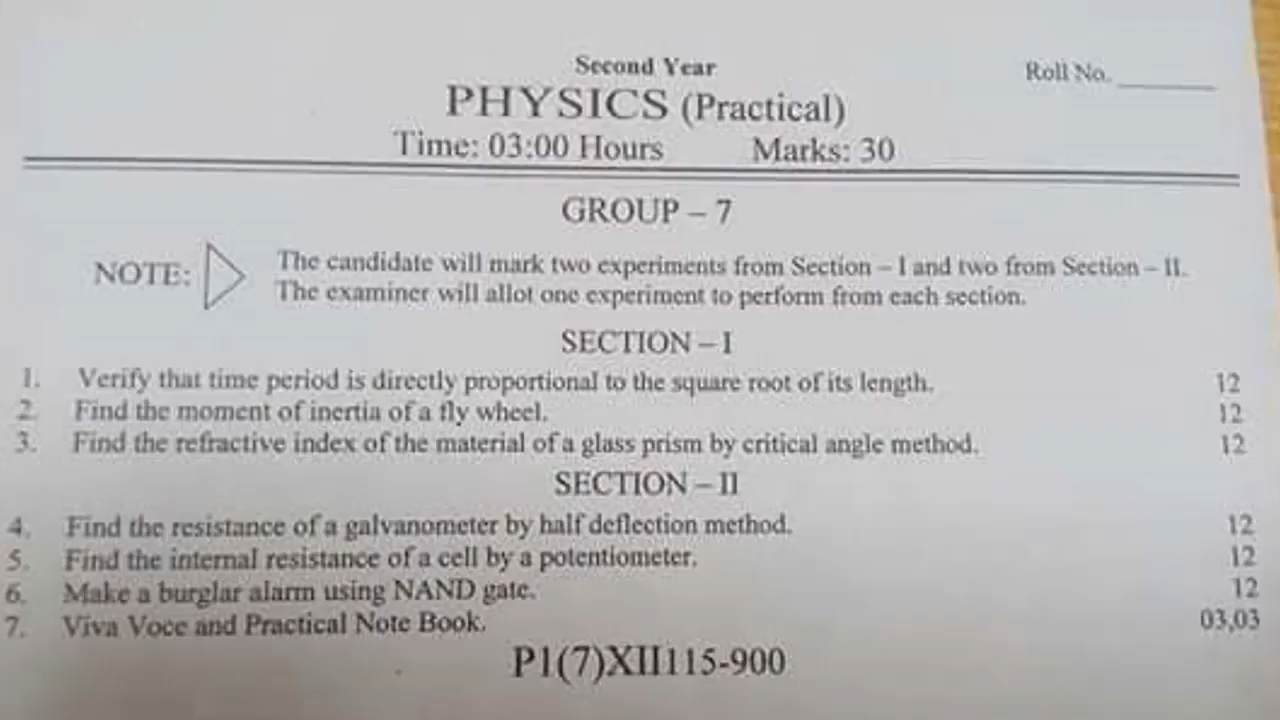 Second Year
Roll No. ________
PHYSICS (Practical)
Time: 03:00 Hours Marks: 30
GROUP – 7
NOTE: The candidate will mark two experiments from Section – I and two from Section – II.
The examiner will allot one experiment to perform from each section.
SECTION – I
1. Verify that time period is directly proportional to the square root of its length. 12
2. Find the moment of inertia of a fly wheel. 12
3. Find the refractive index of the material of a glass prism by critical angle method. 12
SECTION – II
4. Find the resistance of a galvanometer by half deflection method. 12
5. Find the internal resistance of a cell by a potentiometer. 12
6. Make a burglar alarm using NAND gate. 12
7. Viva Voce and Practical Note Book. 03,03
P1(7)XII115-900